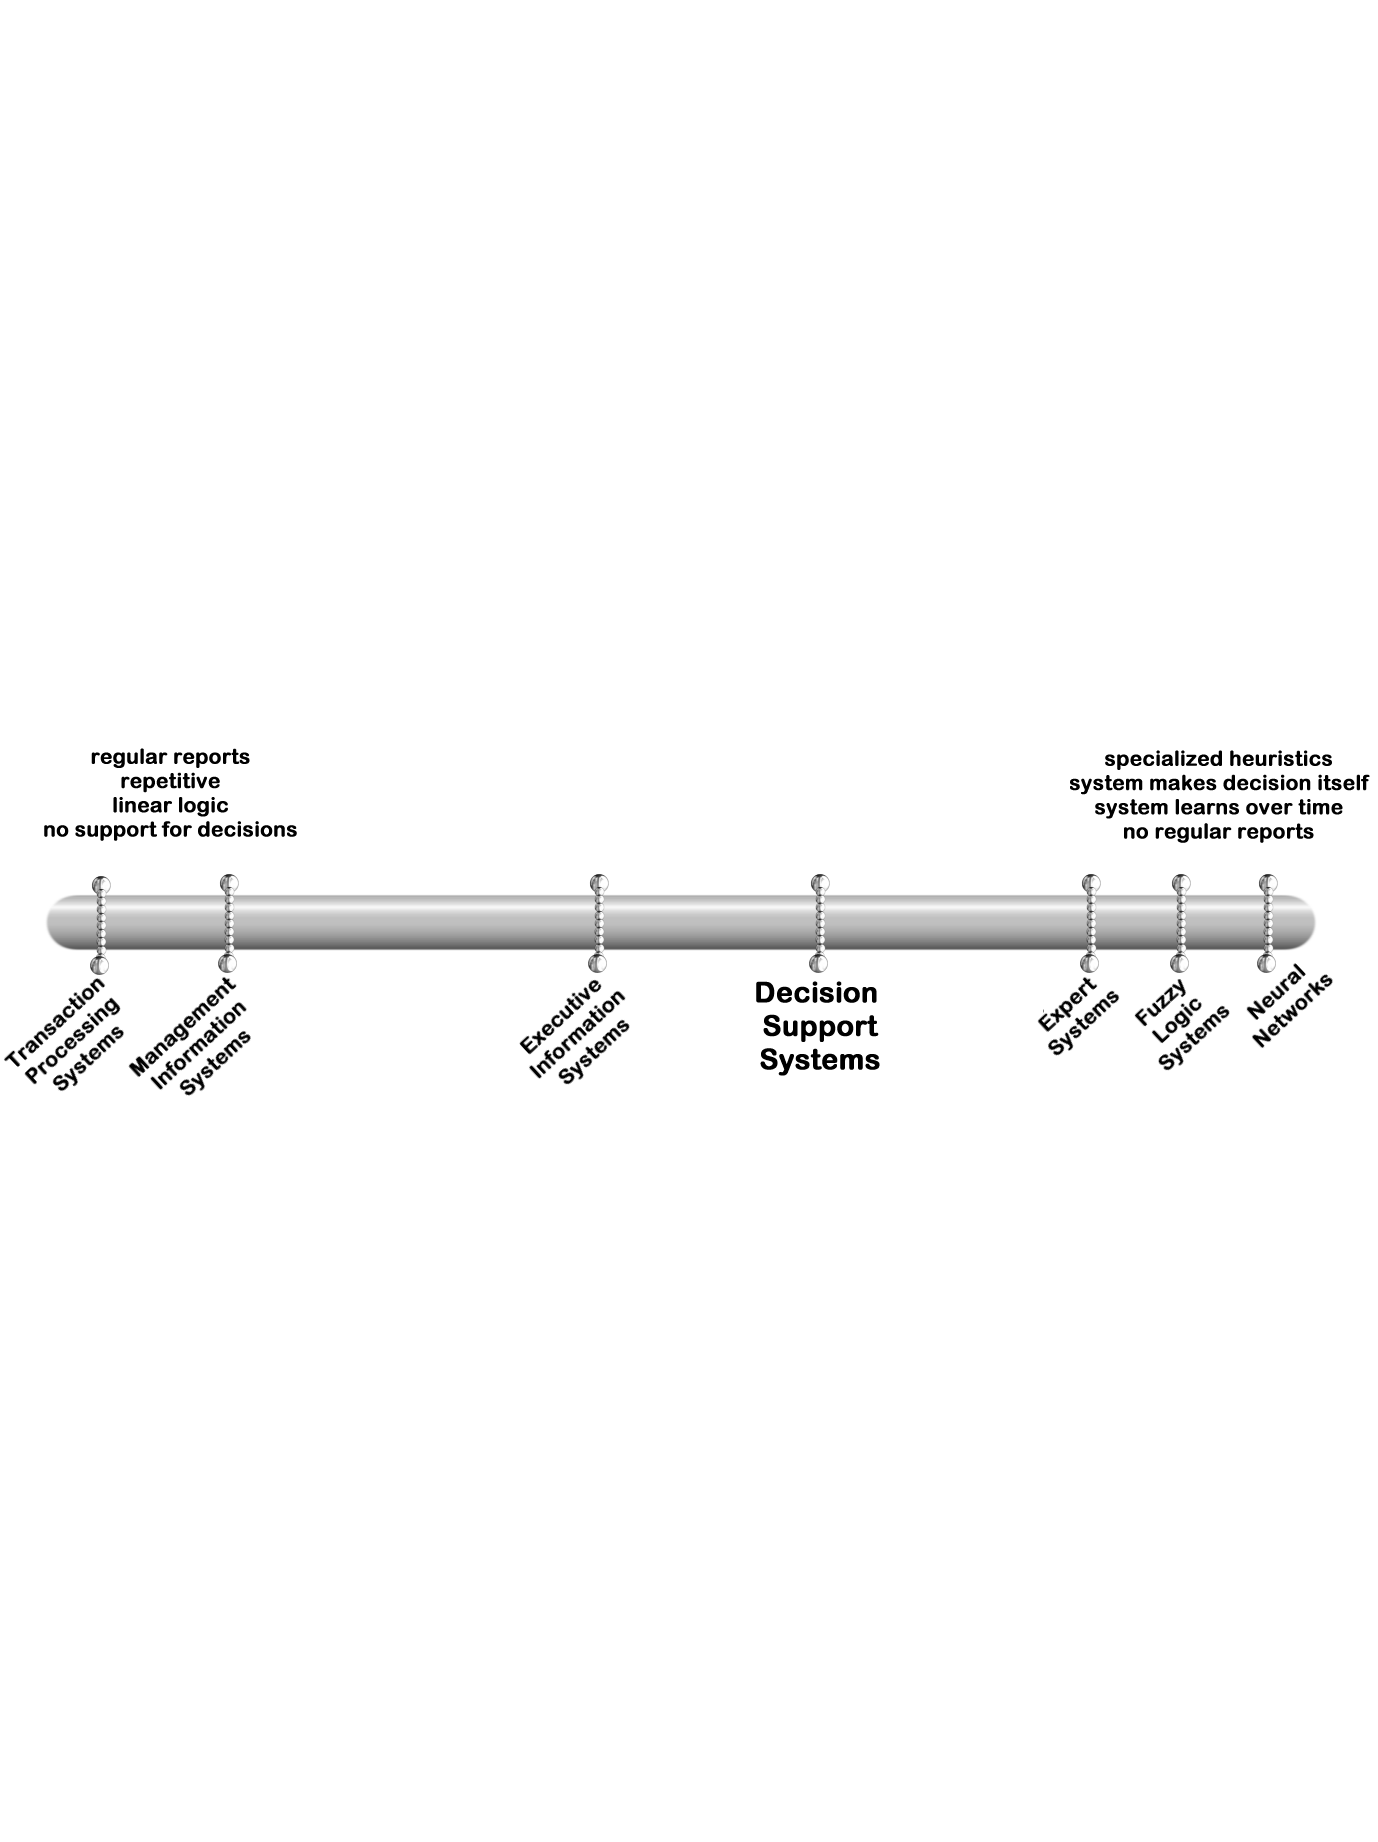 regular reports
repetitive
linear logic
no support for decisions
specialized heuristics
system makes decision itself
system learns over time
no regular reports
Transaction
Processing
Systems
Management
Information
Systems
Executive
Information
Systems
Decision
Support
Systems
Expert
Systems
Fuzzy
Logic
Systems
Neural
Networks